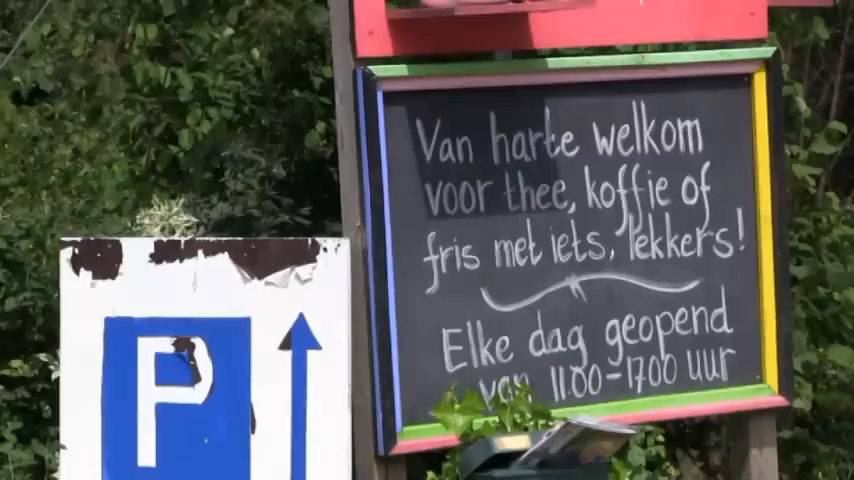 Van harte welkom
voor thee, koffie of
fris met iets, lekkers!
Elke dag geopend
van 11.00-17.00 uur
P